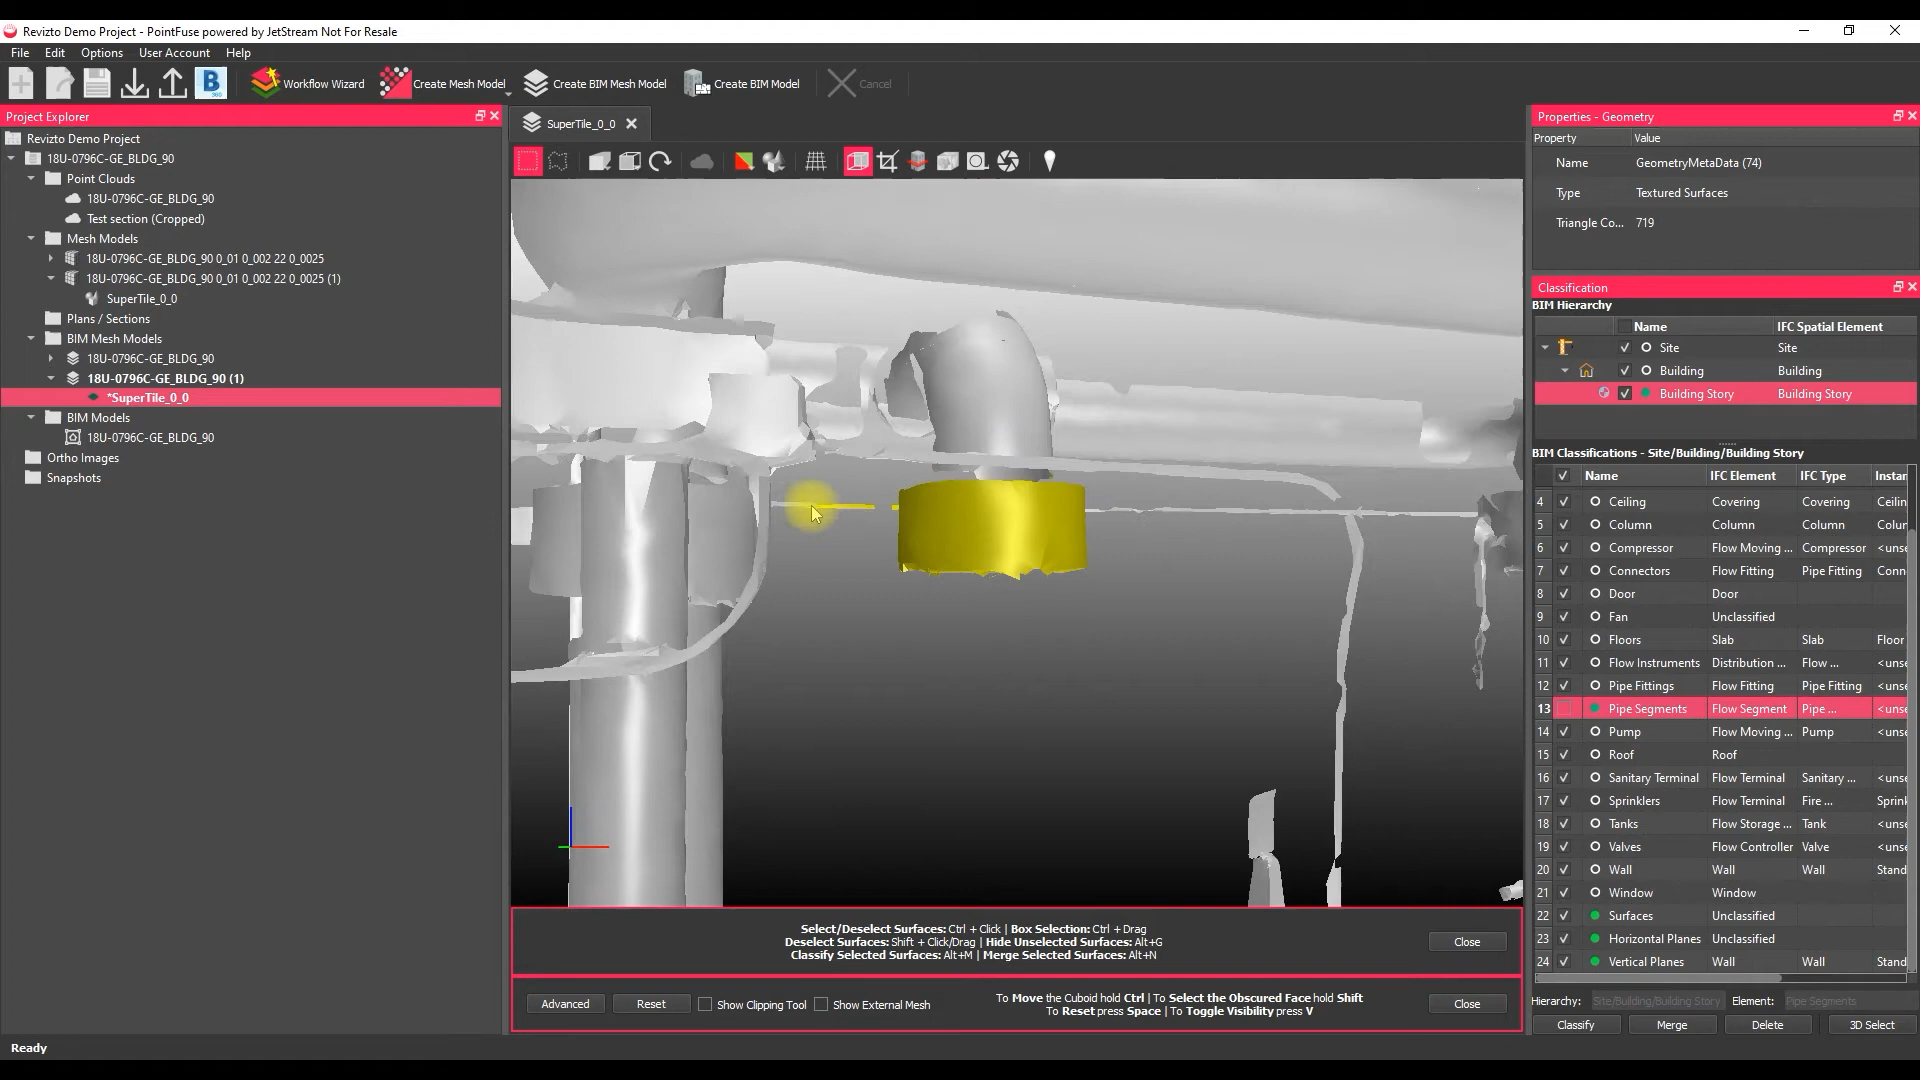 Revizto Demo Project - PointFuse powered by JetStream Not For Resale
File Edit Options User Account Help
B
360
Workflow Wizard
Create Mesh Model
Create BIM Mesh Model
Create BIM Model
Cancel
Project Explorer
Revizto Demo Project
18U-0796C-GE_BLDG_90
Point Clouds
18U-0796C-GE_BLDG_90
Test section (Cropped)
Mesh Models
18U-0796C-GE_BLDG_90 0_01 0_002 22 0_0025
18U-0796C-GE_BLDG_90 0_01 0_002 22 0_0025 (1)
SuperTile_0_0
Plans / Sections
BIM Mesh Models
18U-0796C-GE_BLDG_90
18U-0796C-GE_BLDG_90 (1)
*SuperTile_0_0
BIM Models
18U-0796C-GE_BLDG_90
Ortho Images
Snapshots
SuperTile_0_0
Select/Deselect Surfaces: Ctrl + Click | Box Selection: Ctrl + Drag
Deselect Surfaces: Shift + Click/Drag | Hide Unselected Surfaces: Alt+G
Classify Selected Surfaces: Alt+M | Merge Selected Surfaces: Alt+N
Close
Advanced
Reset
Show Clipping Tool
Show External Mesh
To Move the Cuboid hold Ctrl | To Select the Obscured Face hold Shift
To Reset press Space | To Toggle Visibility press V
Close
Properties - Geometry
Property Value
Name GeometryMetaData (74)
Type Textured Surfaces
Triangle Co... 719
Classification
BIM Hierarchy
Name IFC Spatial Element
Site Site
Building Building
Building Story Building Story
BIM Classifications - Site/Building/Building Story
Name IFC Element IFC Type Instar
4 Ceiling Covering Covering Ceilin
5 Column Column Column Colur
6 Compressor Flow Moving ... Compressor <unse
7 Connectors Flow Fitting Pipe Fitting Conn
8 Door Door
9 Fan Unclassified
10 Floors Slab Slab Floor
11 Flow Instruments Distribution ... Flow ... <unse
12 Pipe Fittings Flow Fitting Pipe Fitting <unse
13 Pipe Segments Flow Segment Pipe ... <unse
14 Pump Flow Moving ... Pump <unse
15 Roof Roof
16 Sanitary Terminal Flow Terminal Sanitary ... <unse
17 Sprinklers Flow Terminal Fire ... Sprink
18 Tanks Flow Storage ... Tank <unse
19 Valves Flow Controller Valve <unse
20 Wall Wall Wall Stand
21 Window Window
22 Surfaces Unclassified
23 Horizontal Planes Unclassified
24 Vertical Planes Wall Wall Stand
Hierarchy: Site/Building/Building Story Element: Pipe Segments
Classify Merge Delete 3D Select
Ready